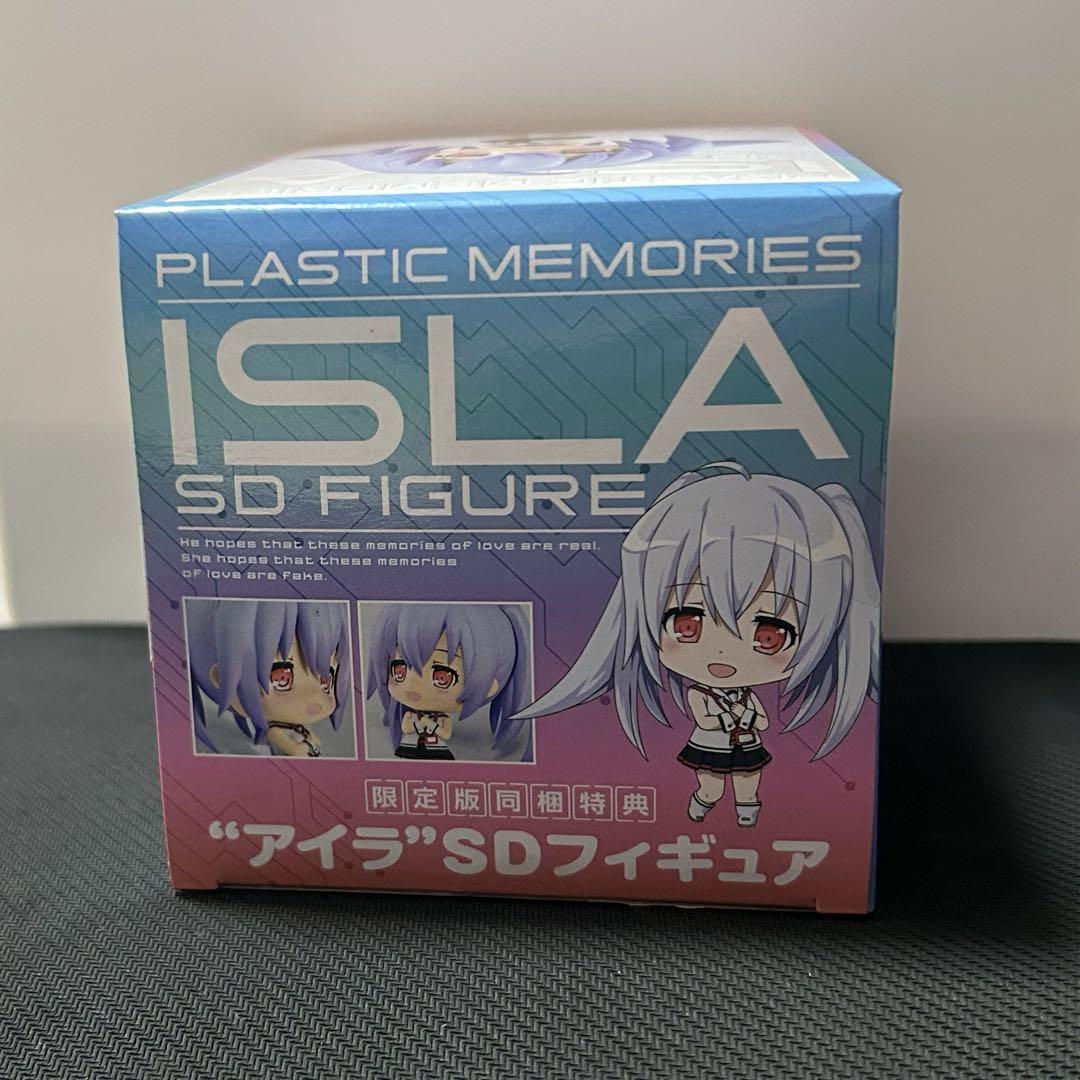 PLASTIC MEMORIES
ISLA
SD FIGURE
He hopes that these memories of love are real.
She hopes that these memories
of love are fake.
限定版同梱特典
“アイラ”SDフィギュア